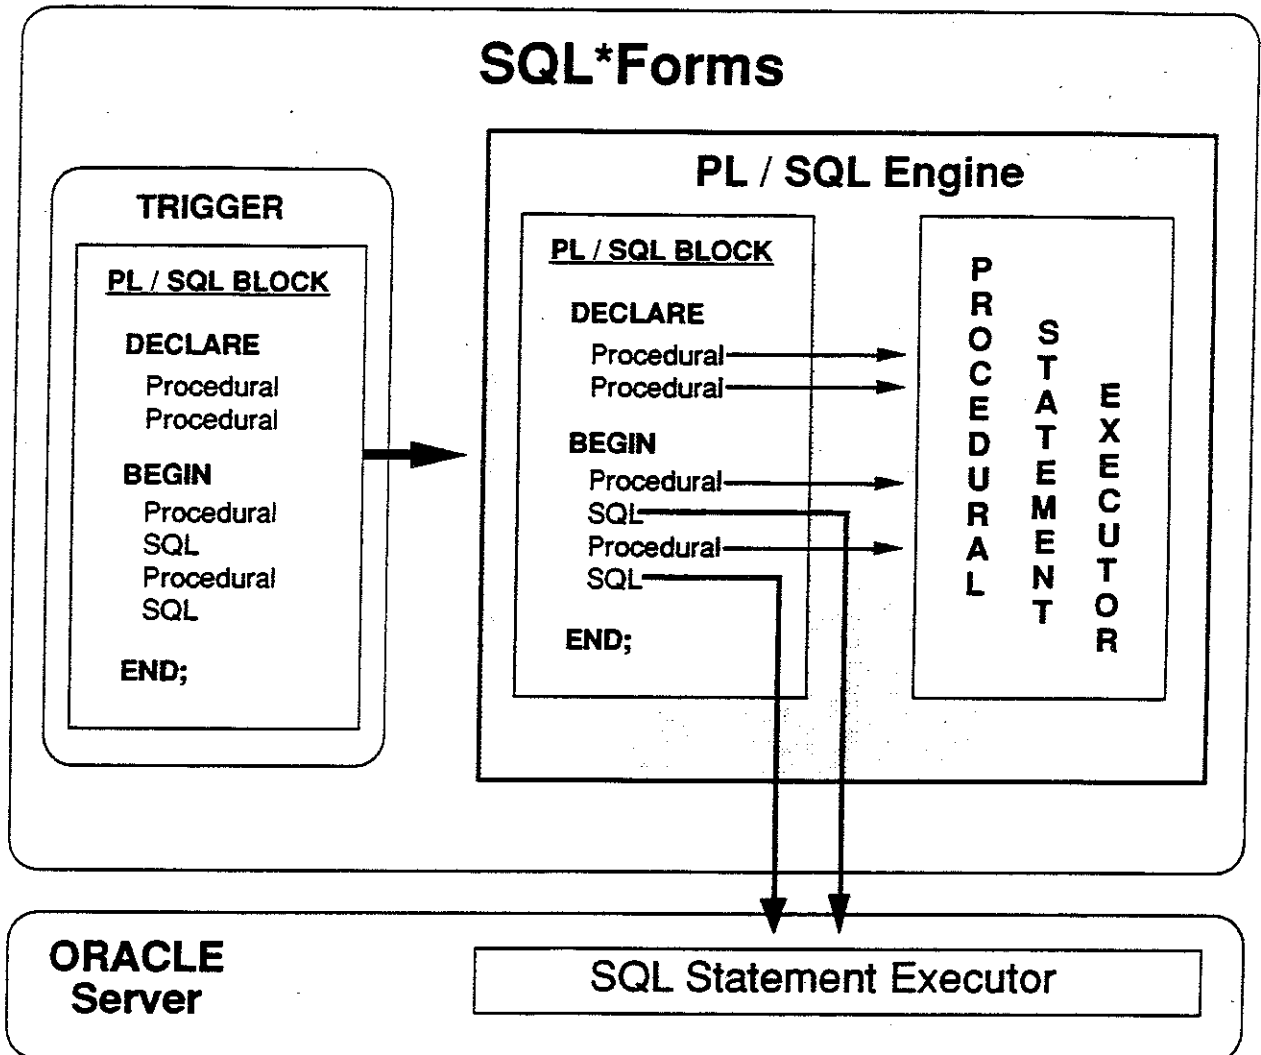 SQL*Forms
TRIGGER
PL / SQL BLOCK
DECLARE
Procedural
Procedural
BEGIN
Procedural
SQL
Procedural
SQL
END;
PL / SQL Engine
PL / SQL BLOCK
DECLARE
Procedural
Procedural
BEGIN
Procedural
SQL
Procedural
SQL
END;
PROCEDURAL
STATEMENT
EXECUTOR
ORACLE
Server
SQL Statement Executor